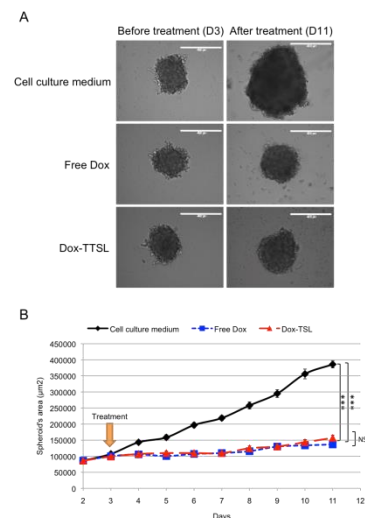 A
Before treatment (D3) After treatment (D11)
Cell culture medium
Free Dox
Dox-TTSL
B
Cell culture medium Free Dox Dox-TSL
450000
400000
350000
300000
250000
200000
150000
100000
50000
0
Spheroid's area (µm2)
Treatment
***
***
NS
2 3 4 5 6 7 8 9 10 11 12
Days